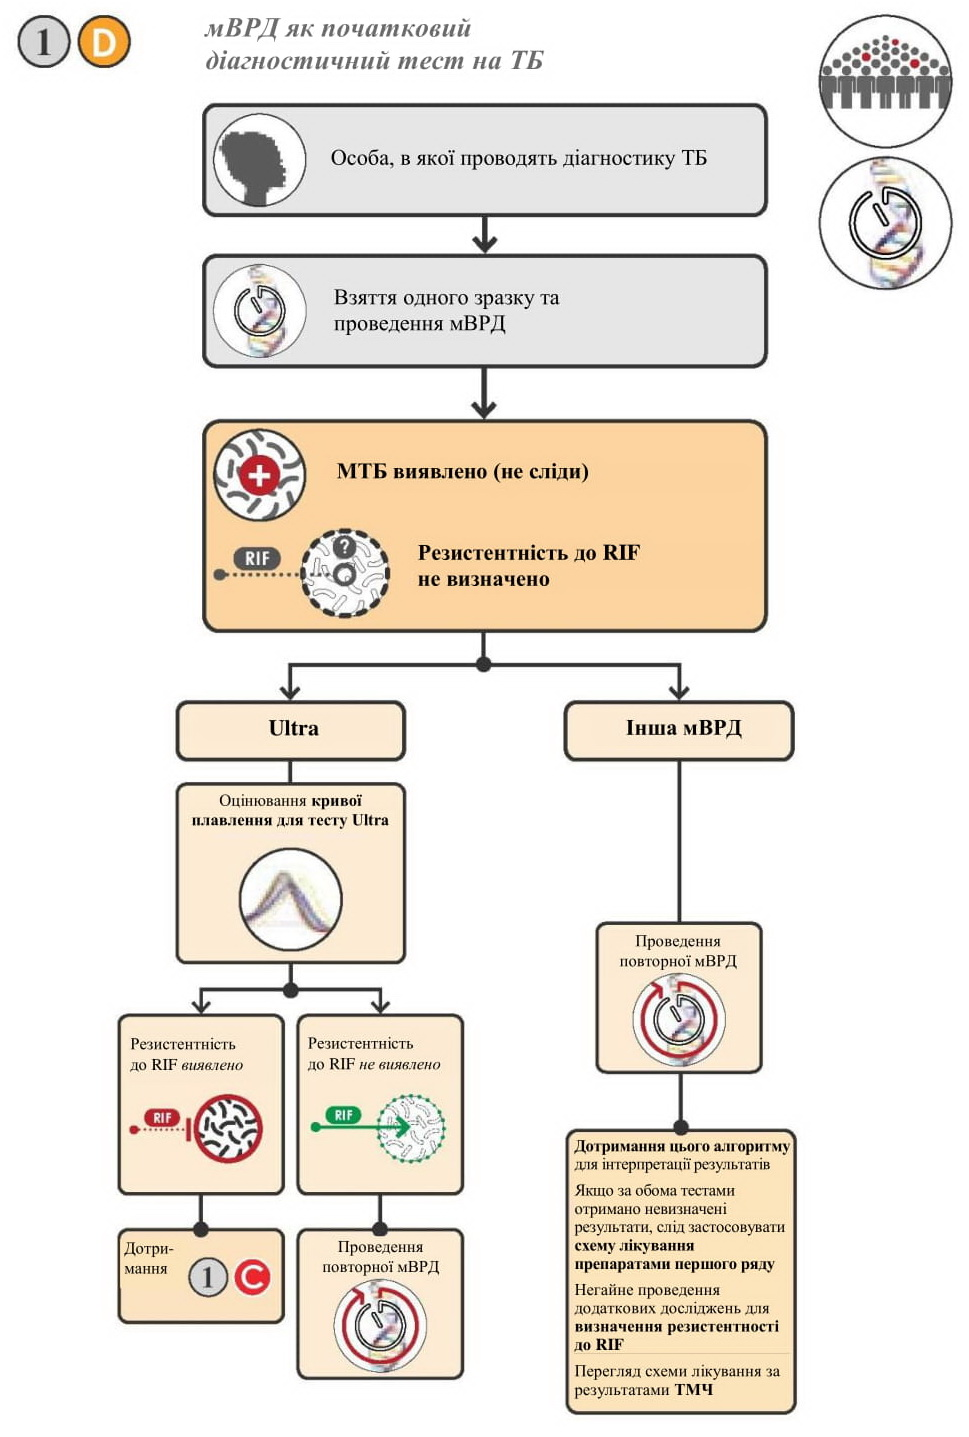 1 D
мВРД як початковий
діагностичний тест на ТБ
Особа, в якої проводять діагностику ТБ
Взяття одного зразку та
проведення мВРД
МТБ виявлено (не сліди)
?
RIF
Резистентність до RIF
не визначено
Ultra
Інша мВРД
Оцінювання кривої
плавлення для тесту Ultra
Проведення
повторної мВРД
Резистентність
до RIF виявлено
RIF
Резистентність
до RIF не виявлено
RIF
Дотри-
мання
1 C
Проведення
повторної мВРД
Дотримання цього алгоритму
для інтерпретації результатів
Якщо за обома тестами
отримано невизначені
результати, слід застосовувати
схему лікування
препаратами першого ряду
Негайне проведення
додаткових досліджень для
визначення резистентності
до RIF
Перегляд схеми лікування за
результатами ТМЧ